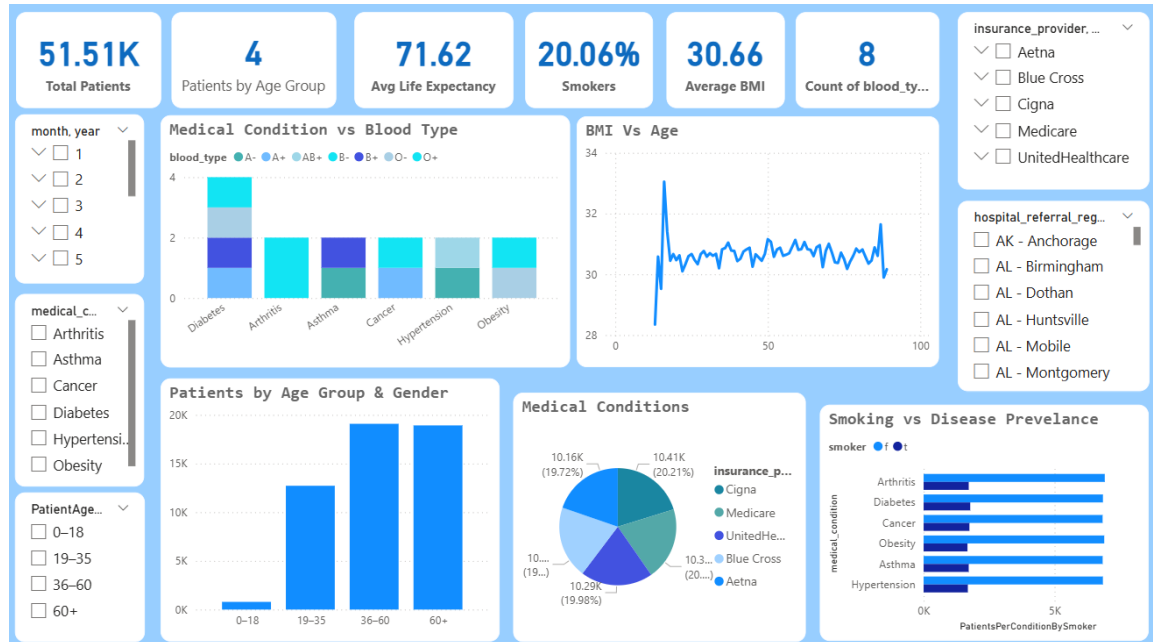 51.51K
Total Patients
4
Patients by Age Group
71.62
Avg Life Expectancy
20.06%
Smokers
30.66
Average BMI
8
Count of blood_ty...
insurance_provider, ...
Aetna
Blue Cross
Cigna
Medicare
UnitedHealthcare
month, year
1
2
3
4
5
Medical Condition vs Blood Type
blood_type A- A+ AB+ B- B+ O- O+
4
2
0
Diabetes
Arthritis
Asthma
Cancer
Hypertension
Obesity
BMI Vs Age
34
32
30
28
0
50
100
hospital_referral_reg...
AK - Anchorage
AL - Birmingham
AL - Dothan
AL - Huntsville
AL - Mobile
AL - Montgomery
medical_c...
Arthritis
Asthma
Cancer
Diabetes
Hypertensi...
Obesity
PatientAge...
0–18
19–35
36–60
60+
Patients by Age Group & Gender
20K
15K
10K
5K
0K
0–18
19–35
36–60
60+
Medical Conditions
10.41K
(20.21%)
10.3...
(20....)
10.29K
(19.98%)
10....
(19...)
10.16K
(19.72%)
insurance_p...
Cigna
Medicare
UnitedHe...
Blue Cross
Aetna
Smoking vs Disease Prevelance
smoker f t
medical_condition
Arthritis
Diabetes
Cancer
Obesity
Asthma
Hypertension
0K
5K
PatientsPerConditionBySmoker